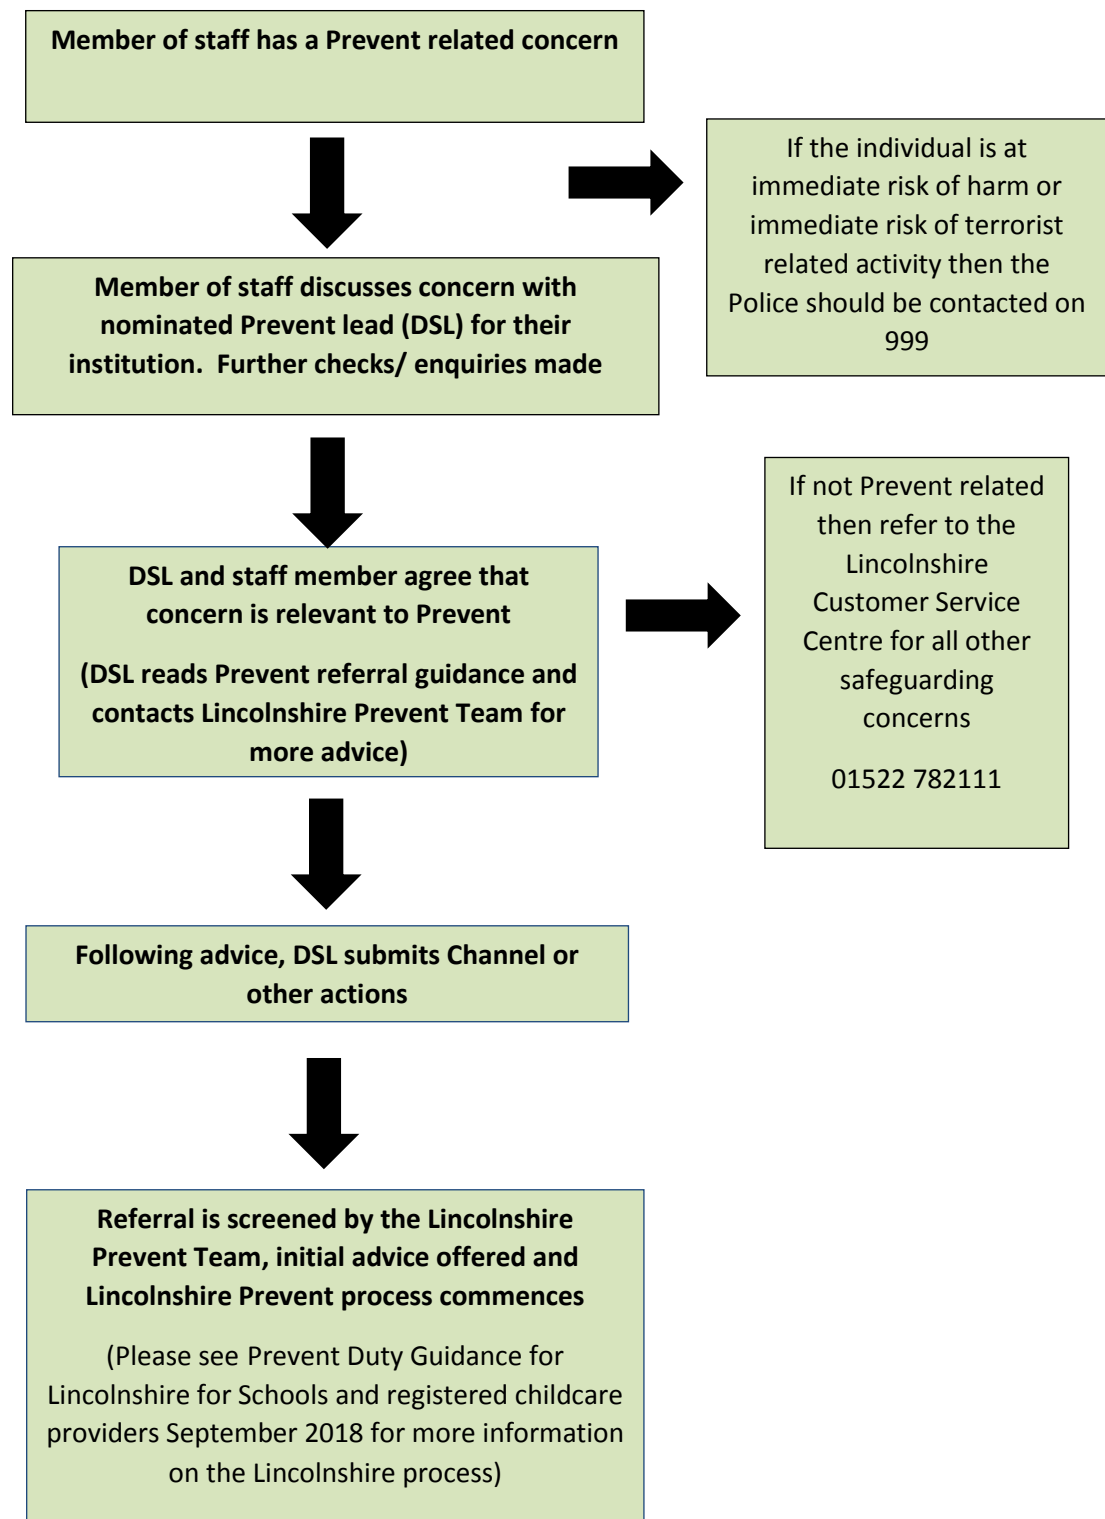 Member of staff has a Prevent related concern
If the individual is at
immediate risk of harm or
immediate risk of terrorist
related activity then the
Police should be contacted on
999
Member of staff discusses concern with
nominated Prevent lead (DSL) for their
institution.  Further checks/ enquiries made
If not Prevent related
then refer to the
Lincolnshire
Customer Service
Centre for all other
safeguarding
concerns
01522 782111
DSL and staff member agree that
concern is relevant to Prevent
(DSL reads Prevent referral guidance and
contacts Lincolnshire Prevent Team for
more advice)
Following advice, DSL submits Channel or
other actions
Referral is screened by the Lincolnshire
Prevent Team, initial advice offered and
Lincolnshire Prevent process commences
(Please see Prevent Duty Guidance for
Lincolnshire for Schools and registered childcare
providers September 2018 for more information
on the Lincolnshire process)